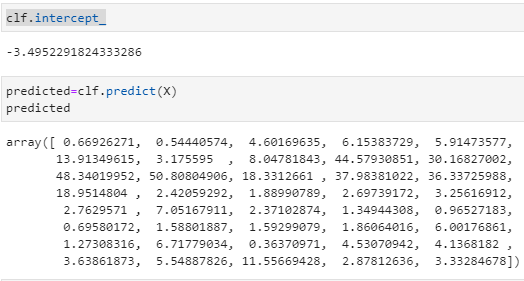 clf.intercept_
-3.4952291824333286
predicted=clf.predict(X)
predicted
array([ 0.66926271,  0.54440574,  4.60169635,  6.15383729,  5.91473577,
       13.91349615,  3.175595  ,  8.04781843, 44.57930851, 30.16827002,
       48.34019952, 50.80804906, 18.3312661 , 37.98381022, 36.33725988,
       18.9514804 ,  2.42059292,  1.88990789,  2.69739172,  3.25616912,
        2.7629571 ,  7.05167911,  2.37102874,  1.34944308,  0.96527183,
        0.69580172,  1.58801887,  1.59299079,  1.86064016,  6.00176861,
        1.27308316,  6.71779034,  0.36370971,  4.53070942,  4.1368182 ,
        3.63861873,  5.54887826, 11.55669428,  2.87812636,  3.33284678])